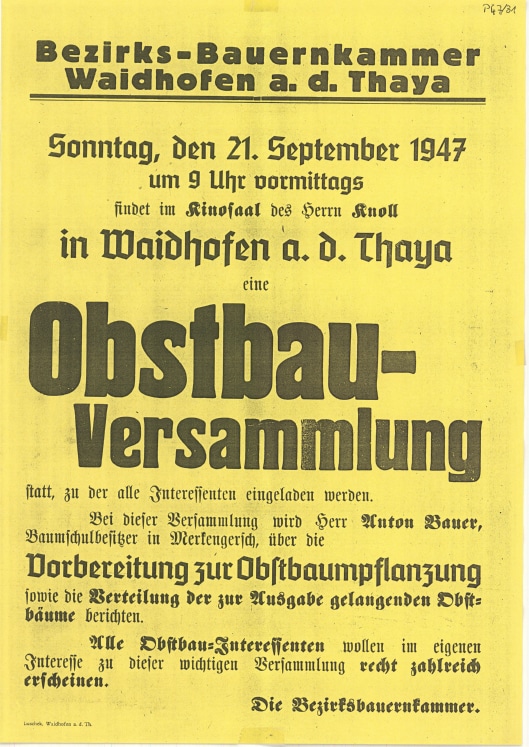 P47/31
Bezirks-Bauernkammer
Waidhofen a. d. Thaya
Sonntag, den 21. September 1947
um 9 Uhr vormittags
findet im Kinosaal des Herrn Knoll
in Waidhofen a. d. Thaya
eine
Obstbau-
Versammlung
statt, zu der alle Interessenten eingeladen werden.
Bei dieser Versammlung wird Herr Anton Bauer,
Baumschulbesitzer in Merkengersch, über die
Vorbereitung zur Obstbaumpflanzung
sowie die Verteilung der zur Ausgabe gelangenden Obst-
bäume berichten.
Alle Obstbau-Interessenten wollen im eigenen
Interesse zu dieser wichtigen Versammlung recht zahlreich
erscheinen.
Die Bezirksbauernkammer.
Waidhofen a. d. Th.